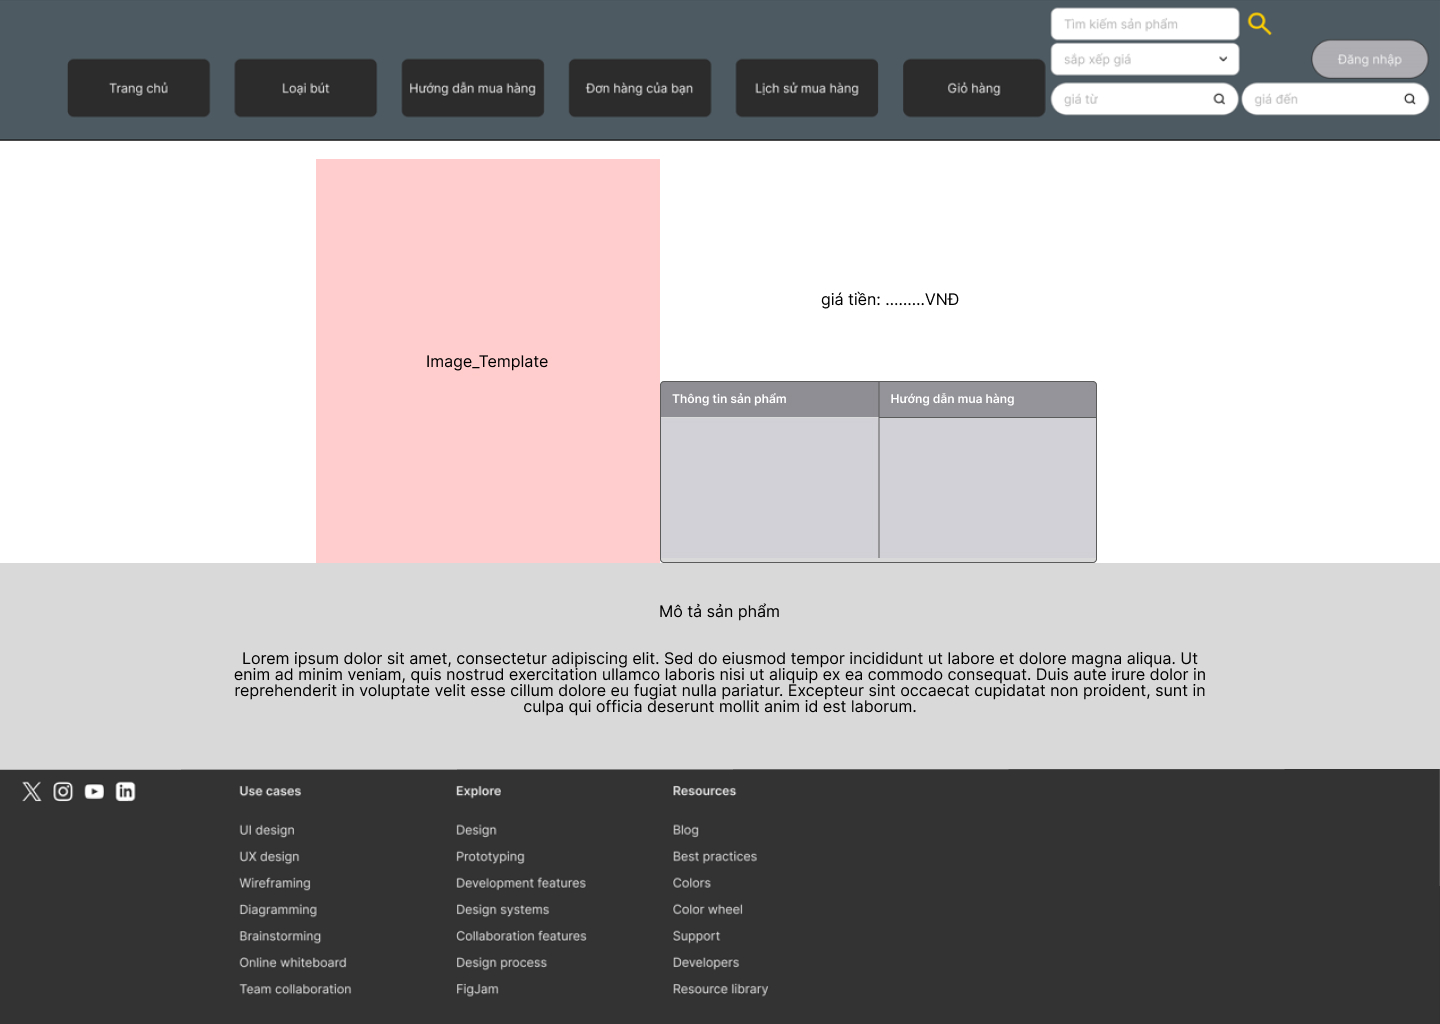 Tìm kiếm sản phẩm
sắp xếp giá
Đăng nhập
Trang chủ
Loại bút
Hướng dẫn mua hàng
Đơn hàng của bạn
Lịch sử mua hàng
Giỏ hàng
giá từ
giá đến
Image_Template
giá tiền: .........VNĐ
Thông tin sản phẩm
Hướng dẫn mua hàng
Mô tả sản phẩm
Lorem ipsum dolor sit amet, consectetur adipiscing elit. Sed do eiusmod tempor incididunt ut labore et dolore magna aliqua. Ut
enim ad minim veniam, quis nostrud exercitation ullamco laboris nisi ut aliquip ex ea commodo consequat. Duis aute irure dolor in
reprehenderit in voluptate velit esse cillum dolore eu fugiat nulla pariatur. Excepteur sint occaecat cupidatat non proident, sunt in
culpa qui officia deserunt mollit anim id est laborum.
Use cases
UI design
UX design
Wireframing
Diagramming
Brainstorming
Online whiteboard
Team collaboration
Explore
Design
Prototyping
Development features
Design systems
Collaboration features
Design process
FigJam
Resources
Blog
Best practices
Colors
Color wheel
Support
Developers
Resource library